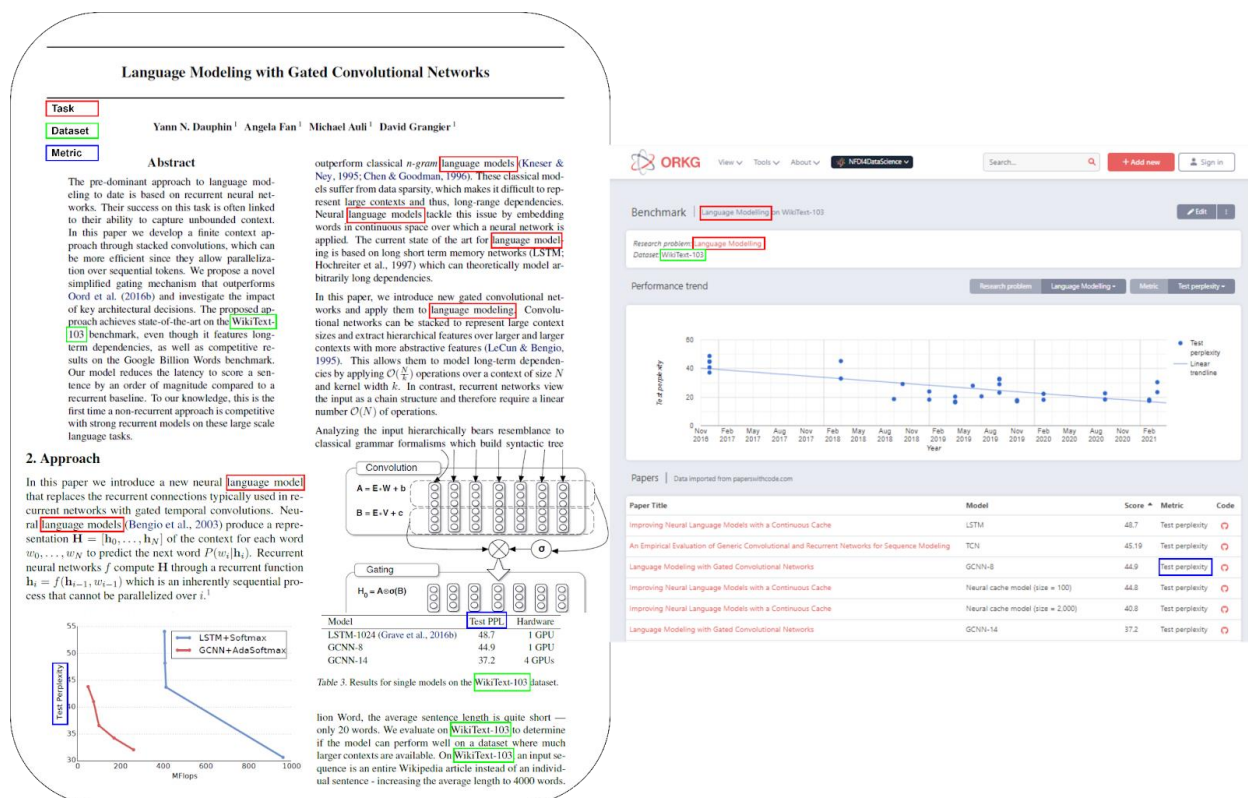 Language Modeling with Gated Convolutional Networks
Task
Dataset
Metric
Yann N. Dauphin 1 Angela Fan 1 Michael Auli 1 David Grangier 1
Abstract
The pre-dominant approach to language mod-
eling to date is based on recurrent neural net-
works. Their success on this task is often linked
to their ability to capture unbounded context.
In this paper we develop a finite context ap-
proach through stacked convolutions, which can
be more efficient since they allow paralleliza-
tion over sequential tokens. We propose a novel
simplified gating mechanism that outperforms
Oord et al. (2016b) and investigate the impact
of key architectural decisions. The proposed ap-
proach achieves state-of-the-art on the WikiText-
103 benchmark, even though it features long-
term dependencies, as well as competitive re-
sults on the Google Billion Words benchmark.
Our model reduces the latency to score a sen-
tence by an order of magnitude compared to a
recurrent baseline. To our knowledge, this is the
first time a non-recurrent approach is competitive
with strong recurrent models on these large scale
language tasks.
2. Approach
In this paper we introduce a new neural language model
that replaces the recurrent connections typically used in re-
current networks with gated temporal convolutions. Neu-
ral language models (Bengio et al., 2003) produce a repre-
sentation H = [h0, . . . , hN] of the context for each word
w0, . . . , wN to predict the next word P(wi|hi). Recurrent
neural networks f compute H through a recurrent function
hi = f(hi−1, wi−1) which is an inherently sequential pro-
cess that cannot be parallelized over i.1
55
50
45
40
35
30
Test Perplexity
LSTM+Softmax
GCNN+AdaSoftmax
0 200 400 600 800 1000
MFlops
outperform classical n-gram language models (Kneser &
Ney, 1995; Chen & Goodman, 1996). These classical mod-
els suffer from data sparsity, which makes it difficult to rep-
resent large contexts and thus, long-range dependencies.
Neural language models tackle this issue by embedding
words in continuous space over which a neural network is
applied. The current state of the art for language model-
ing is based on long short term memory networks (LSTM;
Hochreiter et al., 1997) which can theoretically model ar-
bitrarily long dependencies.
In this paper, we introduce new gated convolutional net-
works and apply them to language modeling. Convolu-
tional networks can be stacked to represent large context
sizes and extract hierarchical features over larger and larger
contexts with more abstractive features (LeCun & Bengio,
1995). This allows them to model long-term dependen-
cies by applying O(N/k) operations over a context of size N
and kernel width k. In contrast, recurrent networks view
the input as a chain structure and therefore require a linear
number O(N) of operations.
Analyzing the input hierarchically bears resemblance to
classical grammar formalisms which build syntactic tree
Convolution
A = E*W + b
B = E*V + c
σ
Gating
H0 = A⊗σ(B)
Model Test PPL Hardware
LSTM-1024 (Grave et al., 2016b) 48.7 1 GPU
GCNN-8 44.9 1 GPU
GCNN-14 37.2 4 GPUs
Table 3. Results for single models on the WikiText-103 dataset.
lion Word, the average sentence length is quite short —
only 20 words. We evaluate on WikiText-103 to determine
if the model can perform well on a dataset where much
larger contexts are available. On WikiText-103 an input se-
quence is an entire Wikipedia article instead of an individ-
ual sentence - increasing the average length to 4000 words.
ORKG View Tools About NFDI4DataScience Search... + Add new Sign in
Benchmark Language Modelling on WikiText-103 Edit
Research problem: Language Modelling
Dataset: WikiText-103
Performance trend Research problem Language Modelling Metric Test perplexity
60
40
20
0
Test perplexity
Test perplexity
Linear trendline
Nov 2016 Feb 2017 May 2017 Aug 2017 Nov 2017 Feb 2018 May 2018 Aug 2018 Nov 2018 Feb 2019 May 2019 Aug 2019 Nov 2019 Feb 2020 May 2020 Aug 2020 Nov 2020 Feb 2021
Year
Papers Data imported from paperswithcode.com
Paper Title Model Score Metric Code
Improving Neural Language Models with a Continuous Cache LSTM 48.7 Test perplexity
An Empirical Evaluation of Generic Convolutional and Recurrent Networks for Sequence Modeling TCN 45.19 Test perplexity
Language Modeling with Gated Convolutional Networks GCNN-8 44.9 Test perplexity
Improving Neural Language Models with a Continuous Cache Neural cache model (size = 100) 44.8 Test perplexity
Improving Neural Language Models with a Continuous Cache Neural cache model (size = 2,000) 40.8 Test perplexity
Language Modeling with Gated Convolutional Networks GCNN-14 37.2 Test perplexity